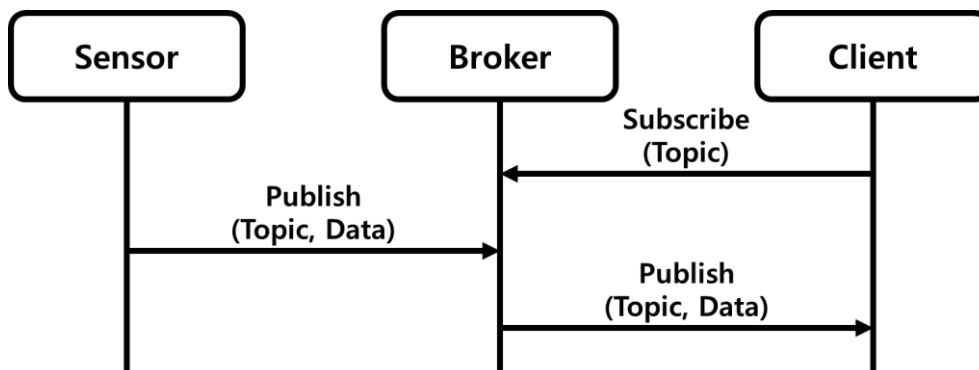 Sensor
Broker
Client
Subscribe
(Topic)
Publish
(Topic, Data)
Publish
(Topic, Data)